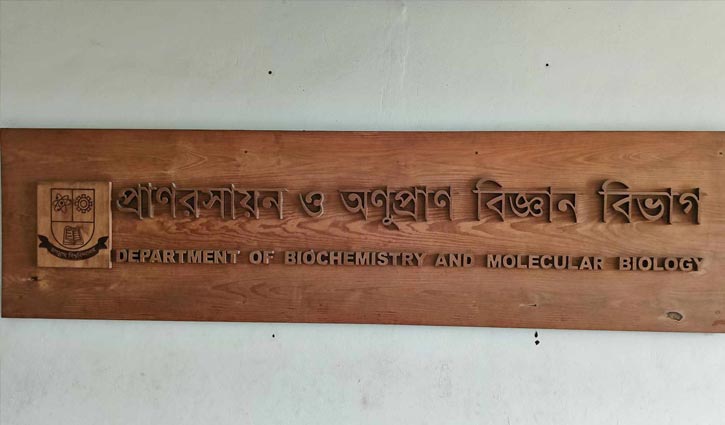 প্রাণরসায়ন ও অণুপ্রাণ বিজ্ঞান বিভাগ
DEPARTMENT OF BIOCHEMISTRY AND MOLECULAR BIOLOGY